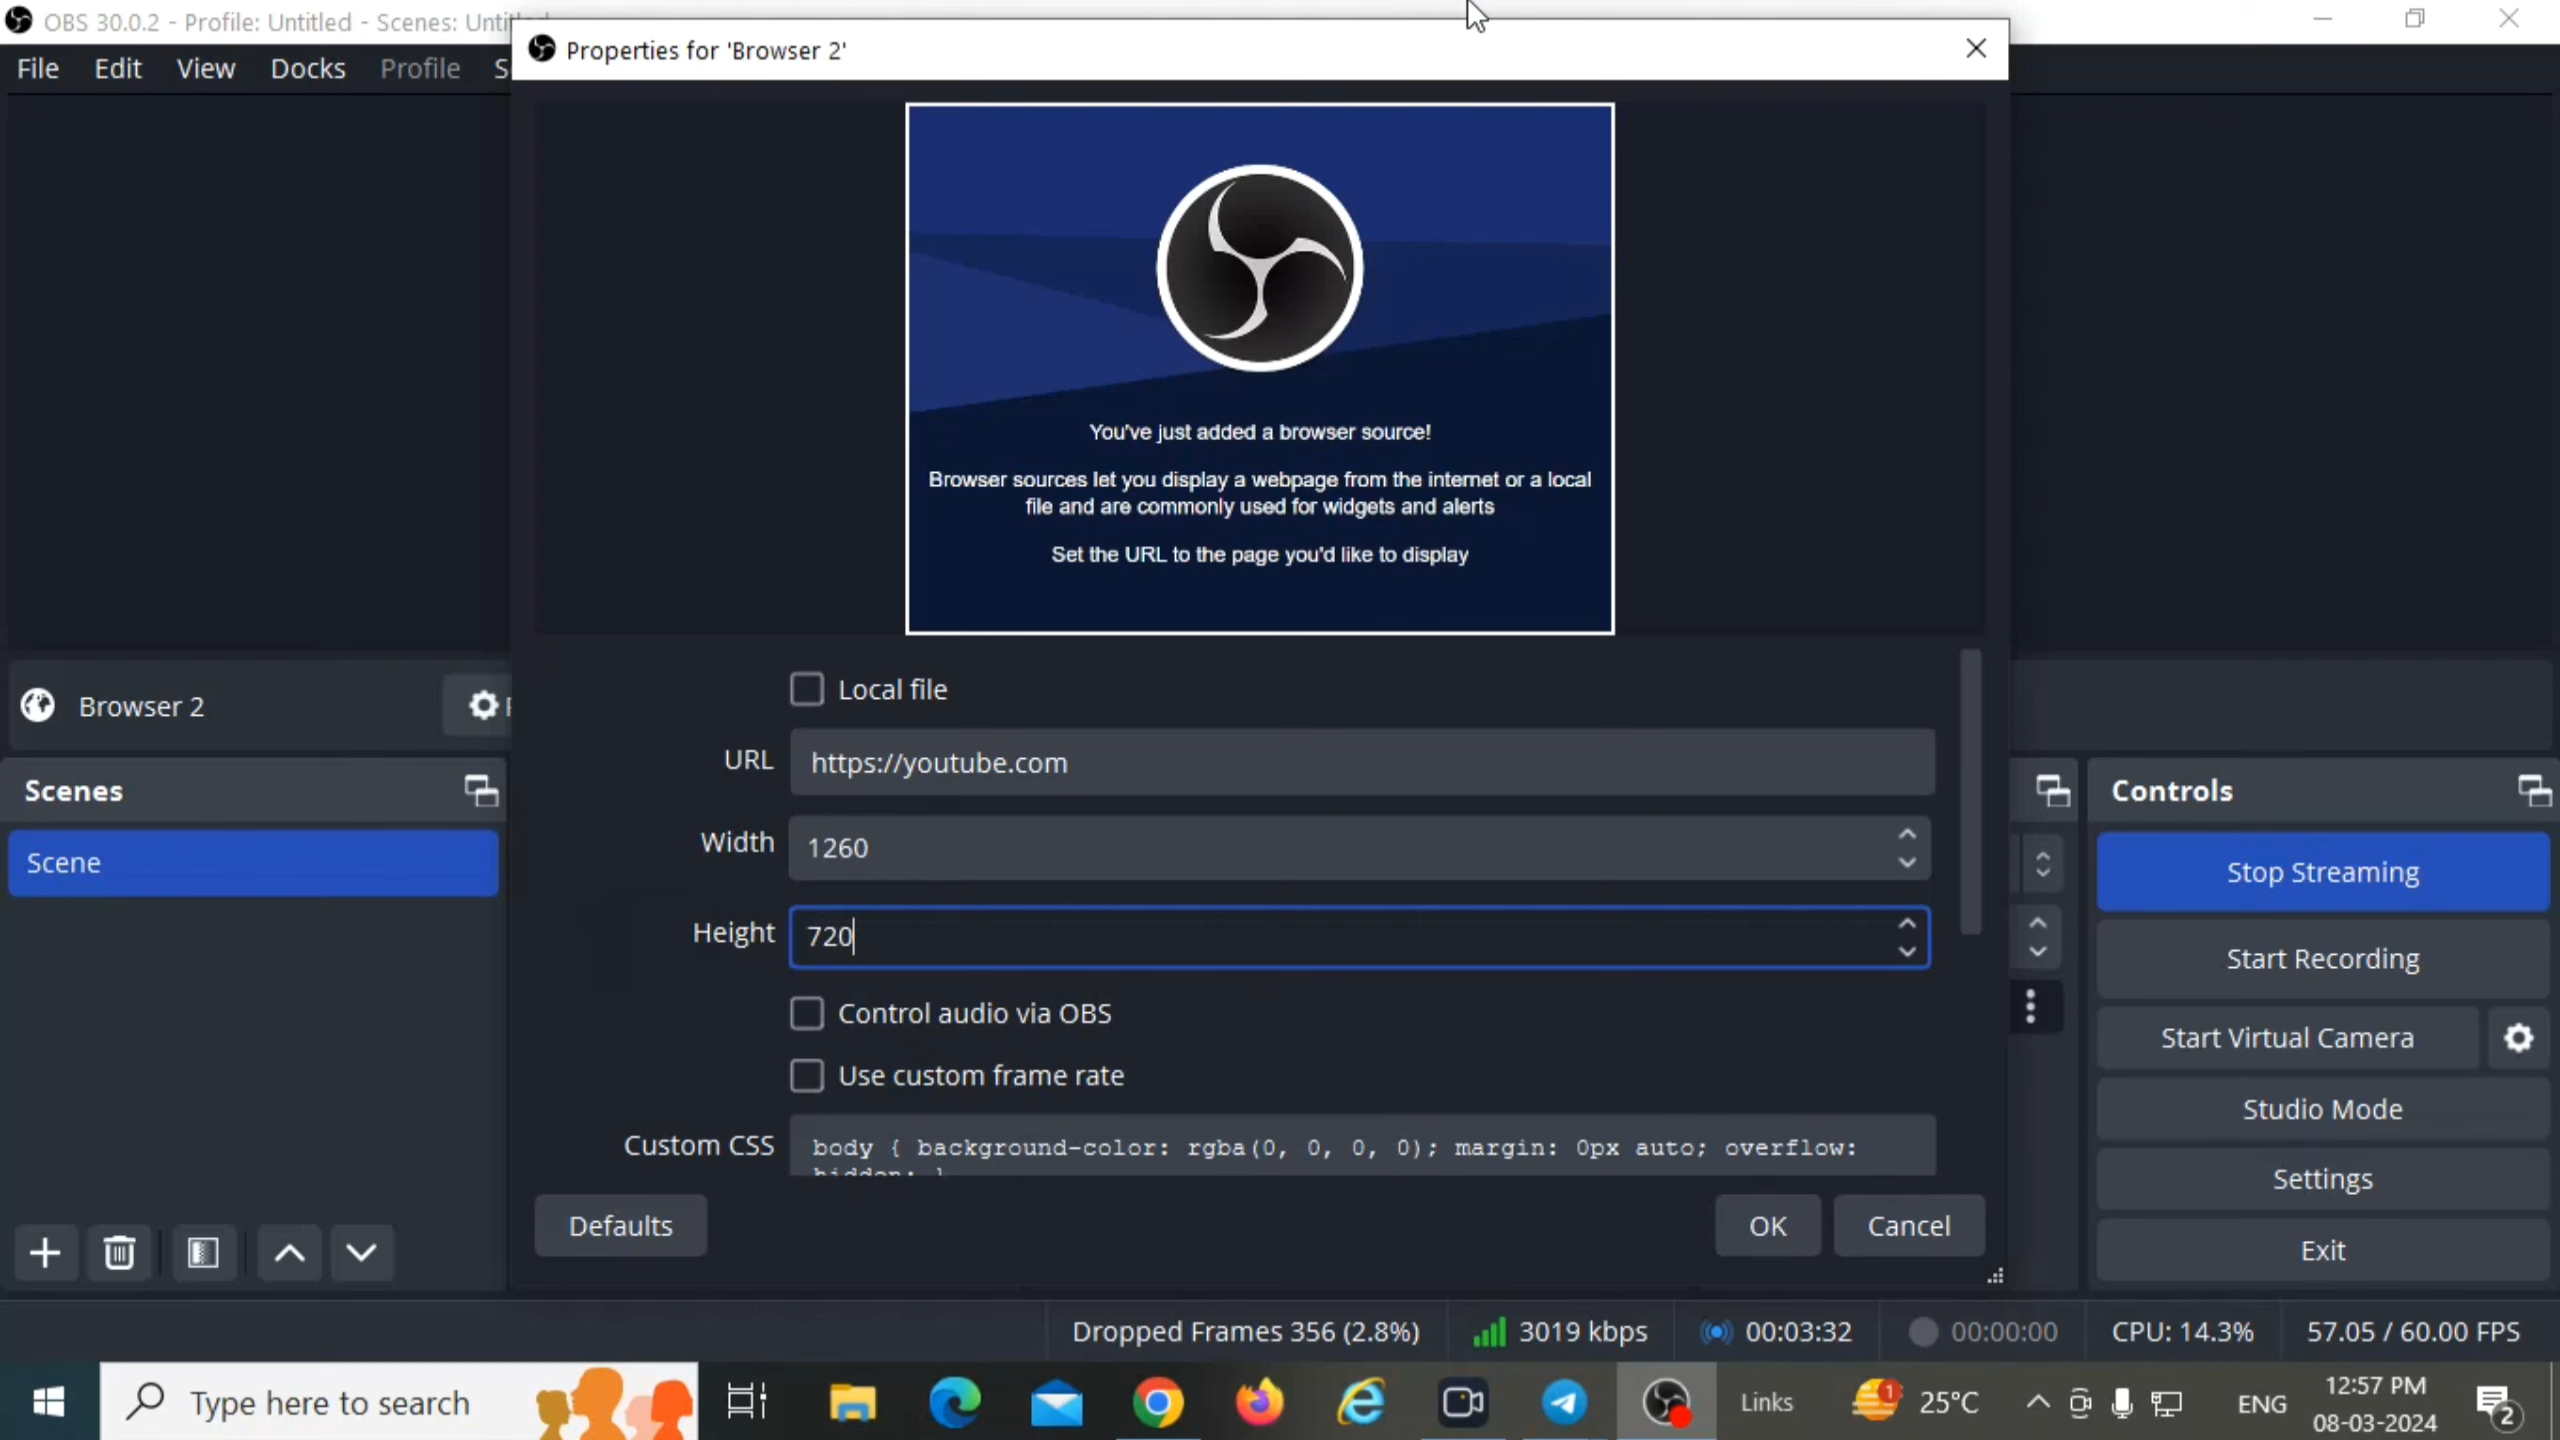 OBS 30.0.2 - Profile: Untitled - Scenes: Untitled
Properties for 'Browser 2'
File Edit View Docks Profile S
You've just added a browser source!
Browser sources let you display a webpage from the internet or a local
file and are commonly used for widgets and alerts
Set the URL to the page you'd like to display
Browser 2
Local file
URL https://youtube.com
Scenes
Controls
Width 1260
Scene
Stop Streaming
Height 720
Start Recording
Control audio via OBS
Start Virtual Camera
Use custom frame rate
Studio Mode
Custom CSS body { background-color: rgba(0, 0, 0, 0); margin: 0px auto; overflow:
hidden; }
Settings
Defaults
OK
Cancel
Exit
Dropped Frames 356 (2.8%) 3019 kbps 00:03:32 00:00:00 CPU: 14.3% 57.05 / 60.00 FPS
Type here to search
Links
1
25°C
ENG
12:57 PM
08-03-2024
2